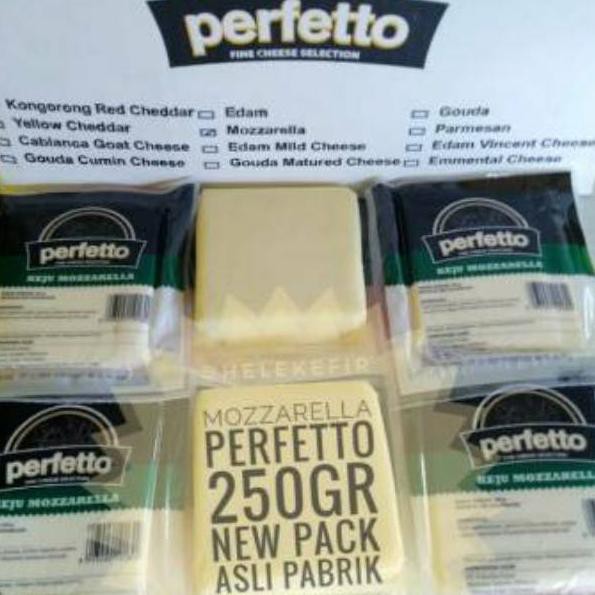 perfetto
FINE CHEESE SELECTION
Kongorong Red Cheddar Edam Gouda
Yellow Cheddar Mozzarella Parmesan
Cablanca Goat Cheese Edam Mild Cheese Edam Vincent Cheese
Gouda Cumin Cheese Gouda Matured Cheese Emmental Cheese
perfetto
KEJU MOZZARELLA
perfetto
KEJU MOZZARELLA
@HELEKEFIR
perfetto
KEJU MOZZARELLA
MOZZARELLA
PERFETTO
250GR
NEW PACK
ASLI PABRIK
perfetto
KEJU MOZZARELLA